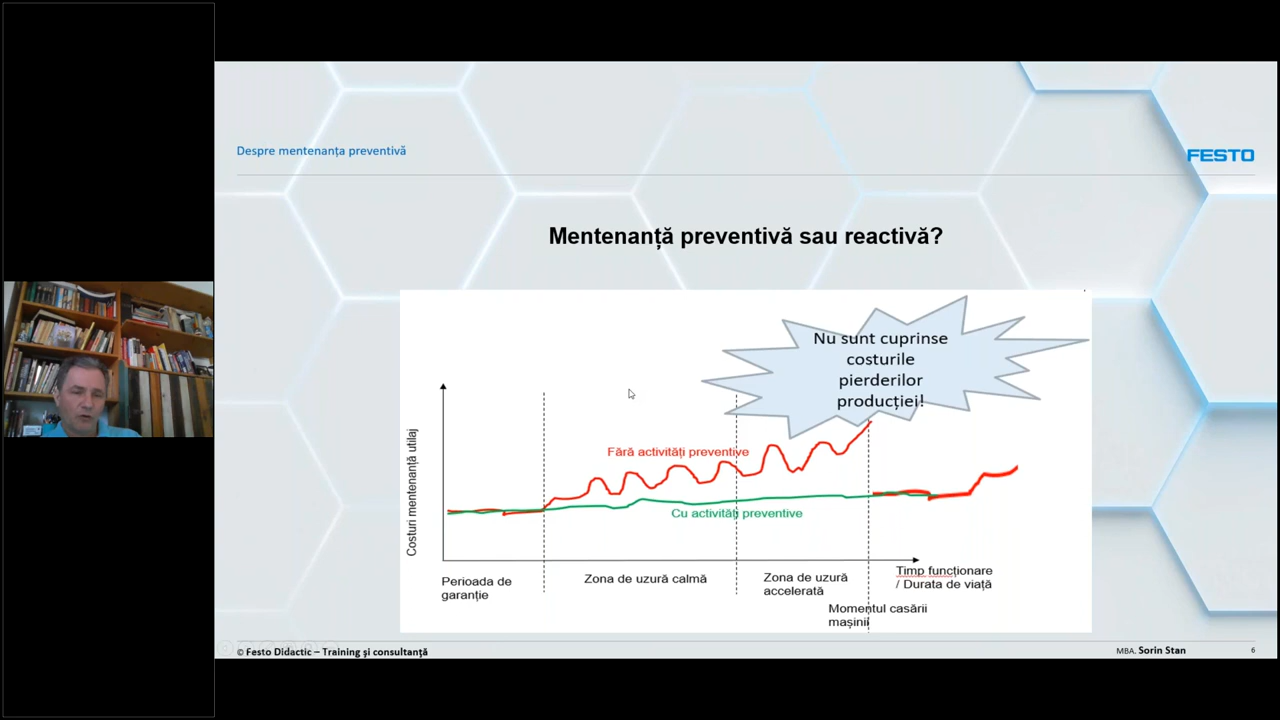 Despre mentenanța preventivă
FESTO
Mentenanță preventivă sau reactivă?
Nu sunt cuprinse
costurile
pierderilor
producției!
Costuri mentenanță utilaj
Fără activități preventive
Cu activități preventive
Perioada de
garanție
Zona de uzură calmă
Zona de uzură
accelerată
Timp funcționare
/ Durata de viață
Momentul casării
mașinii
© Festo Didactic – Training și consultanță
MBA. Sorin Stan
6